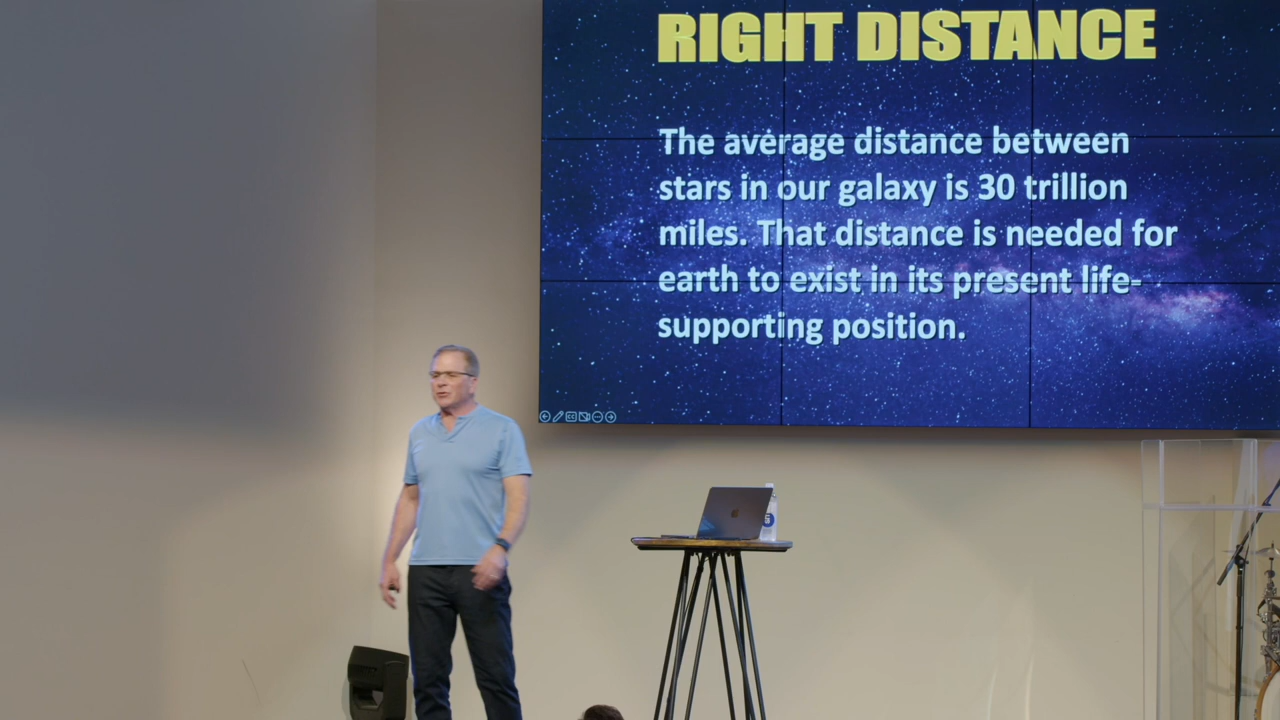 RIGHT DISTANCE
The average distance between
stars in our galaxy is 30 trillion
miles. That distance is needed for
earth to exist in its present life-
supporting position.